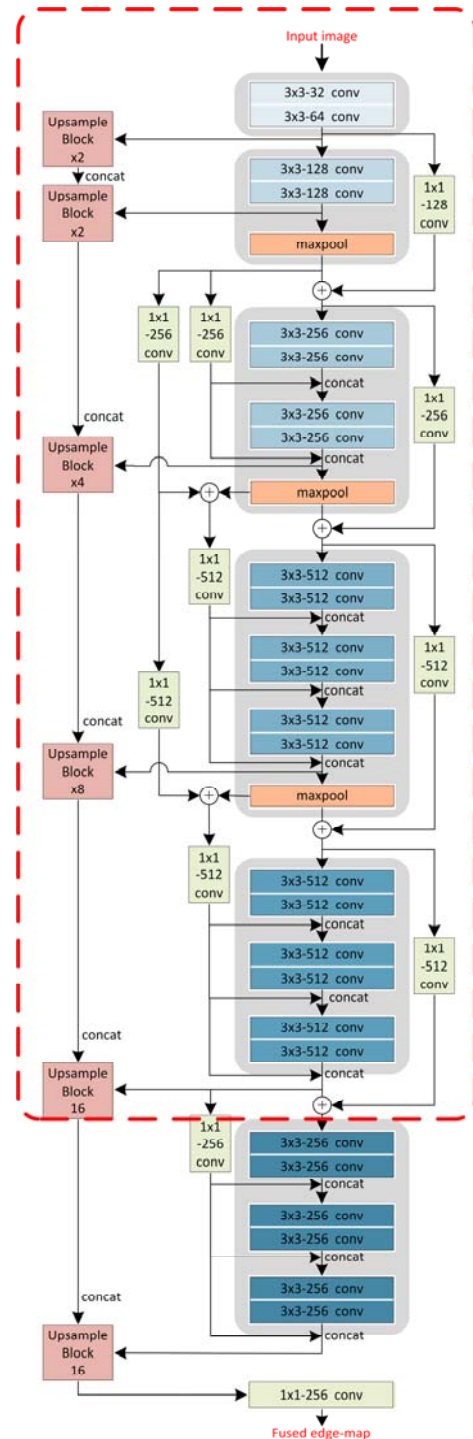 Input image
3x3-32 conv
3x3-64 conv
Upsample
Block
x2
concat
Upsample
Block
x2
3x3-128 conv
3x3-128 conv
maxpool
1x1
-128
conv
1x1
-256
conv
1x1
-256
conv
3x3-256 conv
3x3-256 conv
concat
3x3-256 conv
3x3-256 conv
concat
maxpool
1x1
-256
conv
concat
Upsample
Block
x4
1x1
-512
conv
3x3-512 conv
3x3-512 conv
concat
3x3-512 conv
3x3-512 conv
concat
3x3-512 conv
3x3-512 conv
concat
maxpool
1x1
-512
conv
1x1
-512
conv
concat
Upsample
Block
x8
1x1
-512
conv
3x3-512 conv
3x3-512 conv
concat
3x3-512 conv
3x3-512 conv
concat
3x3-512 conv
3x3-512 conv
concat
1x1
-512
conv
concat
Upsample
Block
16
1x1
-256
conv
3x3-256 conv
3x3-256 conv
concat
3x3-256 conv
3x3-256 conv
concat
3x3-256 conv
3x3-256 conv
concat
concat
Upsample
Block
16
1x1-256 conv
Fused edge-map